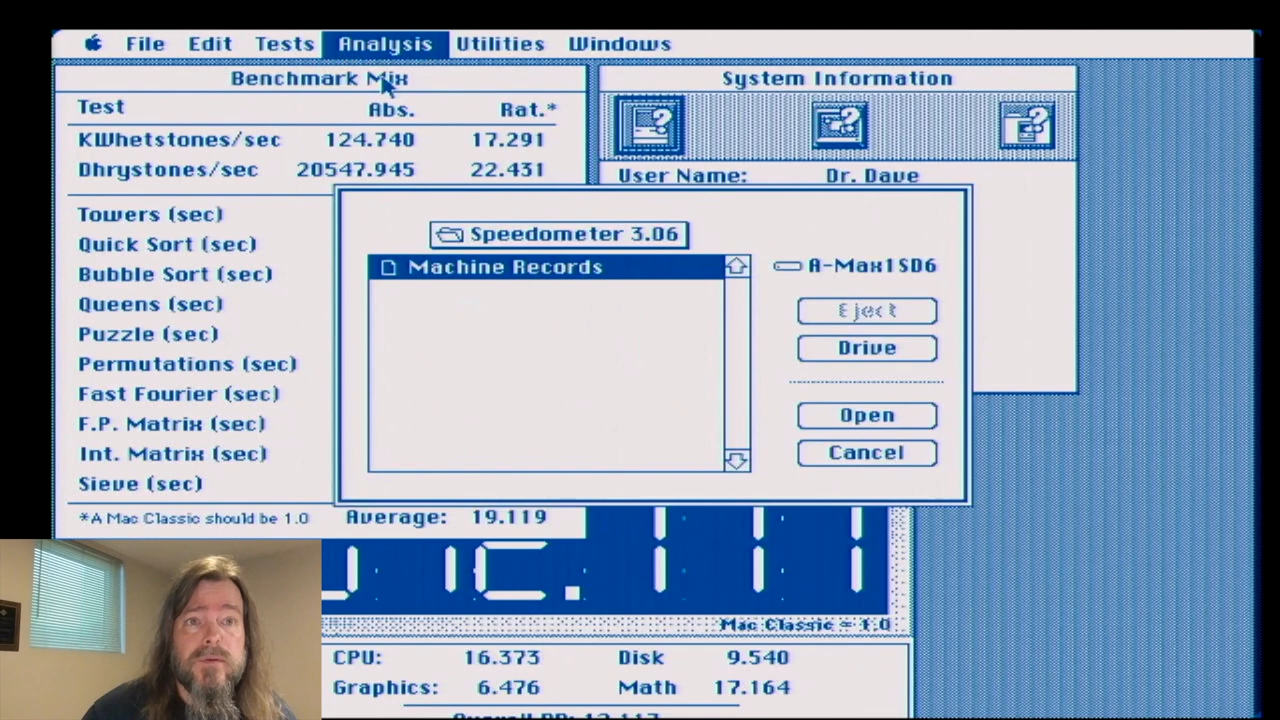 File Edit Tests Analysis Utilities Windows
Benchmark Mix
Test Abs. Rat.*
KWhetstones/sec 124.740 17.291
Dhrystones/sec 20547.945 22.431
Towers (sec)
Quick Sort (sec)
Bubble Sort (sec)
Queens (sec)
Puzzle (sec)
Permutations (sec)
Fast Fourier (sec)
F.P. Matrix (sec)
Int. Matrix (sec)
Sieve (sec)
*A Mac Classic should be 1.0 Average: 19.119
System Information
User Name: Dr. Dave
Speedometer 3.06
Machine Records
A-Max1SD6
Eject
Drive
Open
Cancel
Mac Classic = 1.0
CPU: 16.373 Disk 9.540
Graphics: 6.476 Math 17.164